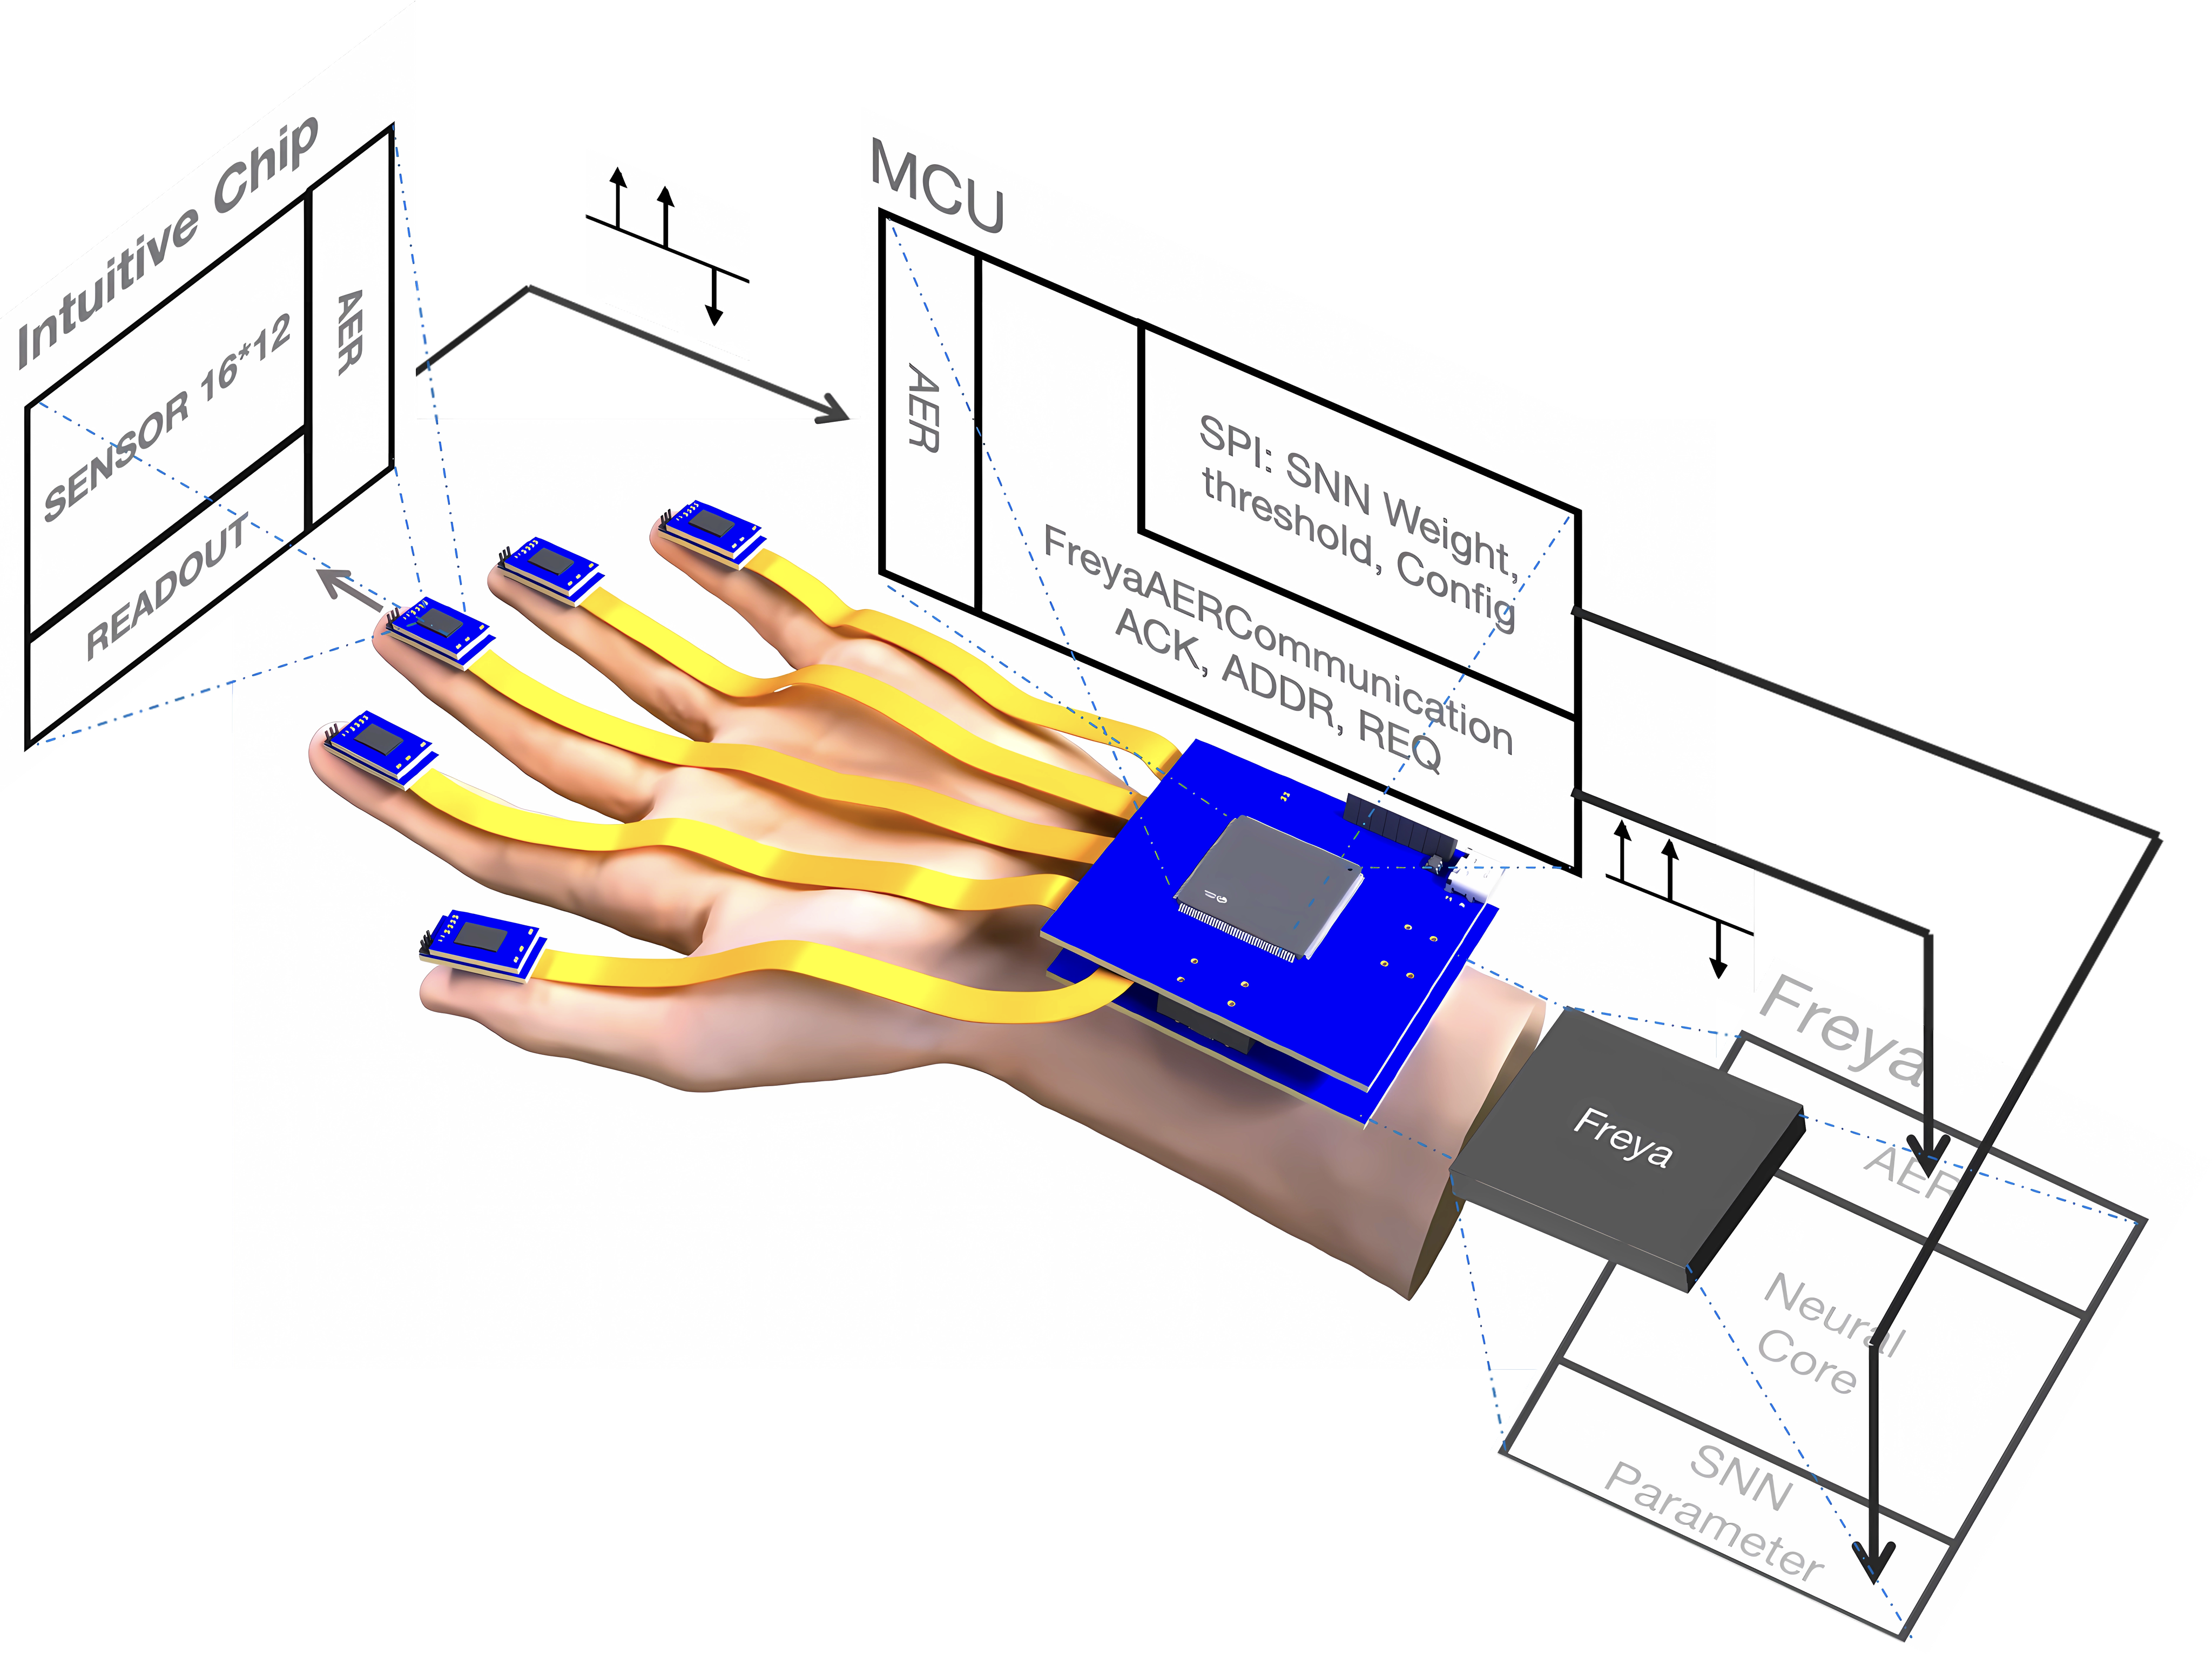 Intuitive Chip
SENSOR 16*12
AER
READOUT
MCU
AER
SPI: SNN Weight,
threshold, Config
FreyaAERCommunication
ACK, ADDR, REQ
Freya
Freya
AER
Neural
Core
SNN
Parameter